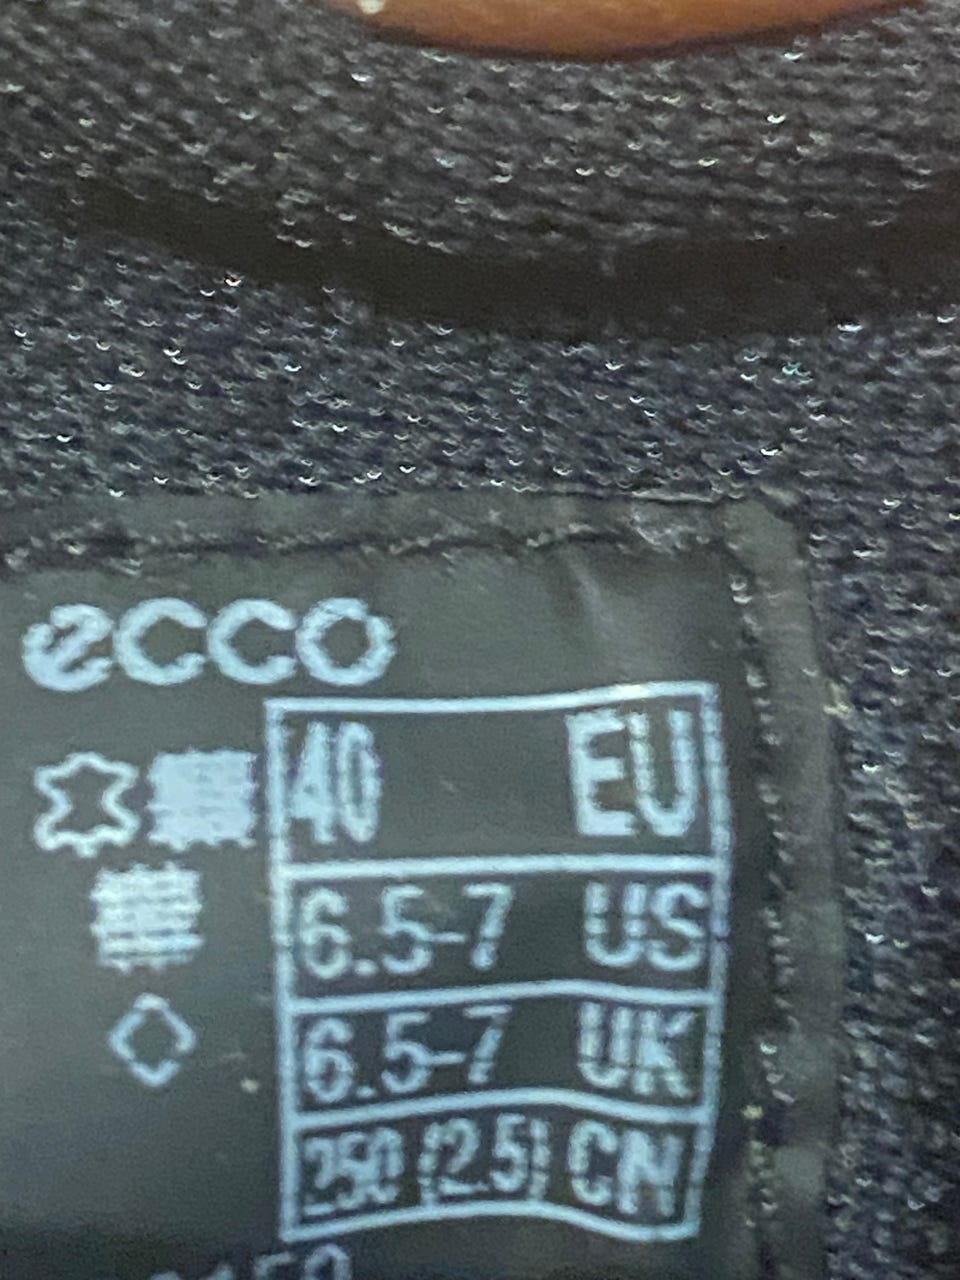 ecco
40 EU
6.5-7 US
6.5-7 UK
250 (2.5) CN